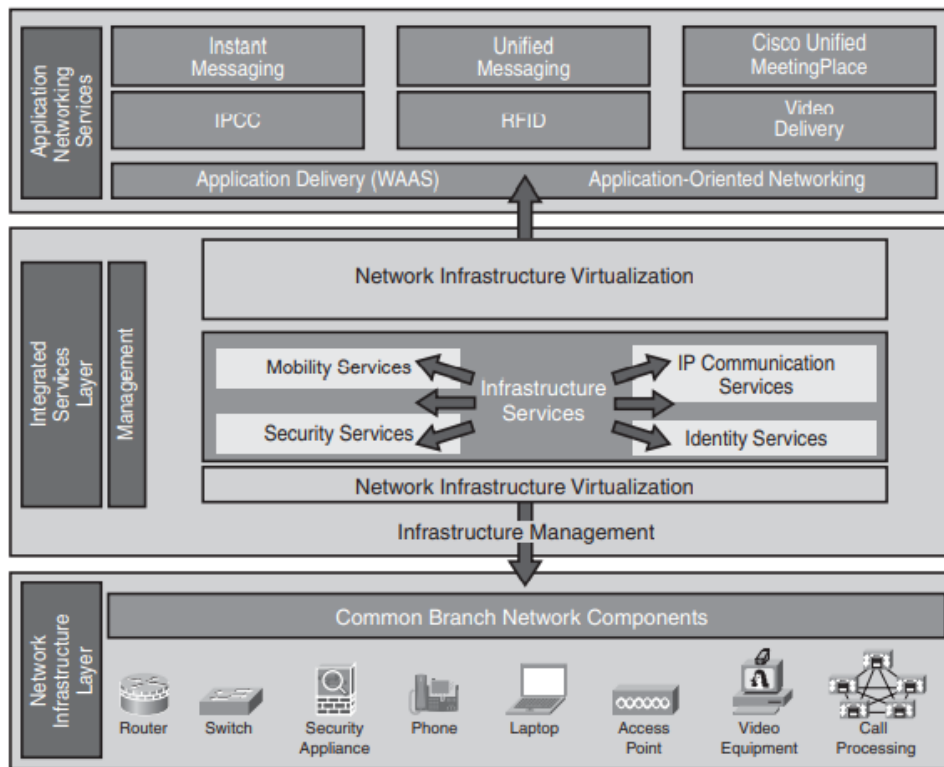 Application
Networking
Services
Instant
Messaging
Unified
Messaging
Cisco Unified
MeetingPlace
IPCC
RFID
Video
Delivery
Application Delivery (WAAS)
Application-Oriented Networking
Integrated
Services
Layer
Management
Network Infrastructure Virtualization
Mobility Services
Infrastructure
Services
IP Communication
Services
Security Services
Identity Services
Network Infrastructure Virtualization
Infrastructure Management
Network
Infrastructure
Layer
Common Branch Network Components
Router
Switch
Security
Appliance
Phone
Laptop
Access
Point
Video
Equipment
Call
Processing